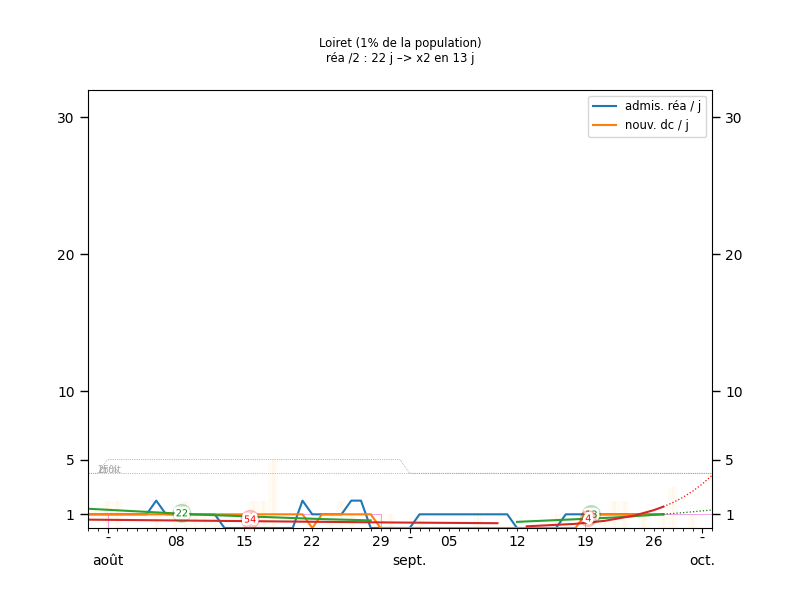 Loiret (1% de la population)
réa /2 : 22 j –> x2 en 13 j
admis. réa / j
nouv. dc / j
30 30
20 20
10 10
5 5
1 1
22
54
4
- 08 15 22 29 - 05 12 19 26 -
août sept. oct.